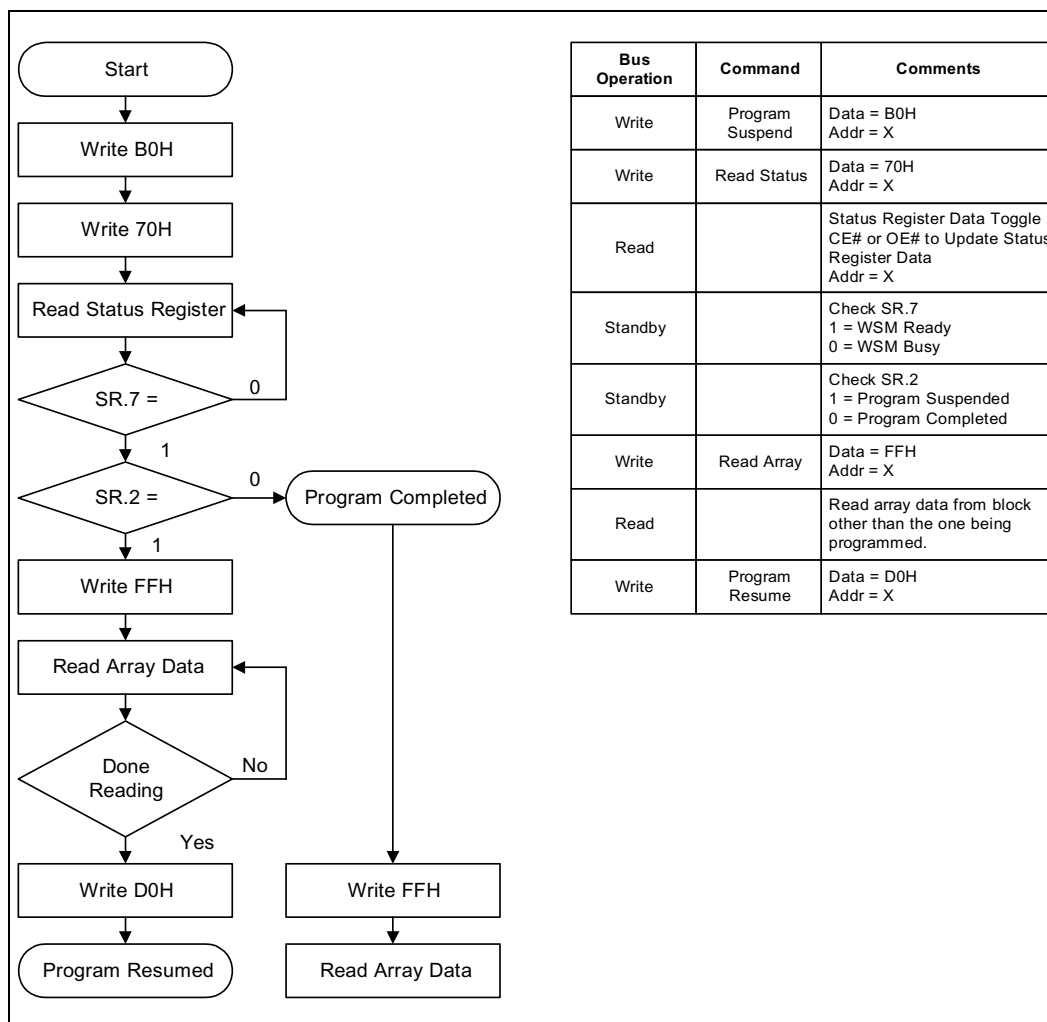 Start
Write B0H
Write 70H
Read Status Register
SR.7 =
0
1
SR.2 =
0
Program Completed
1
Write FFH
Read Array Data
Done
Reading
No
Yes
Write D0H
Write FFH
Program Resumed
Read Array Data
Bus
Operation
Command
Comments
Write
Program
Suspend
Data = B0H
Addr = X
Write
Read Status
Data = 70H
Addr = X
Read
Status Register Data Toggle
CE# or OE# to Update Status
Register Data
Addr = X
Standby
Check SR.7
1 = WSM Ready
0 = WSM Busy
Standby
Check SR.2
1 = Program Suspended
0 = Program Completed
Write
Read Array
Data = FFH
Addr = X
Read
Read array data from block
other than the one being
programmed.
Write
Program
Resume
Data = D0H
Addr = X